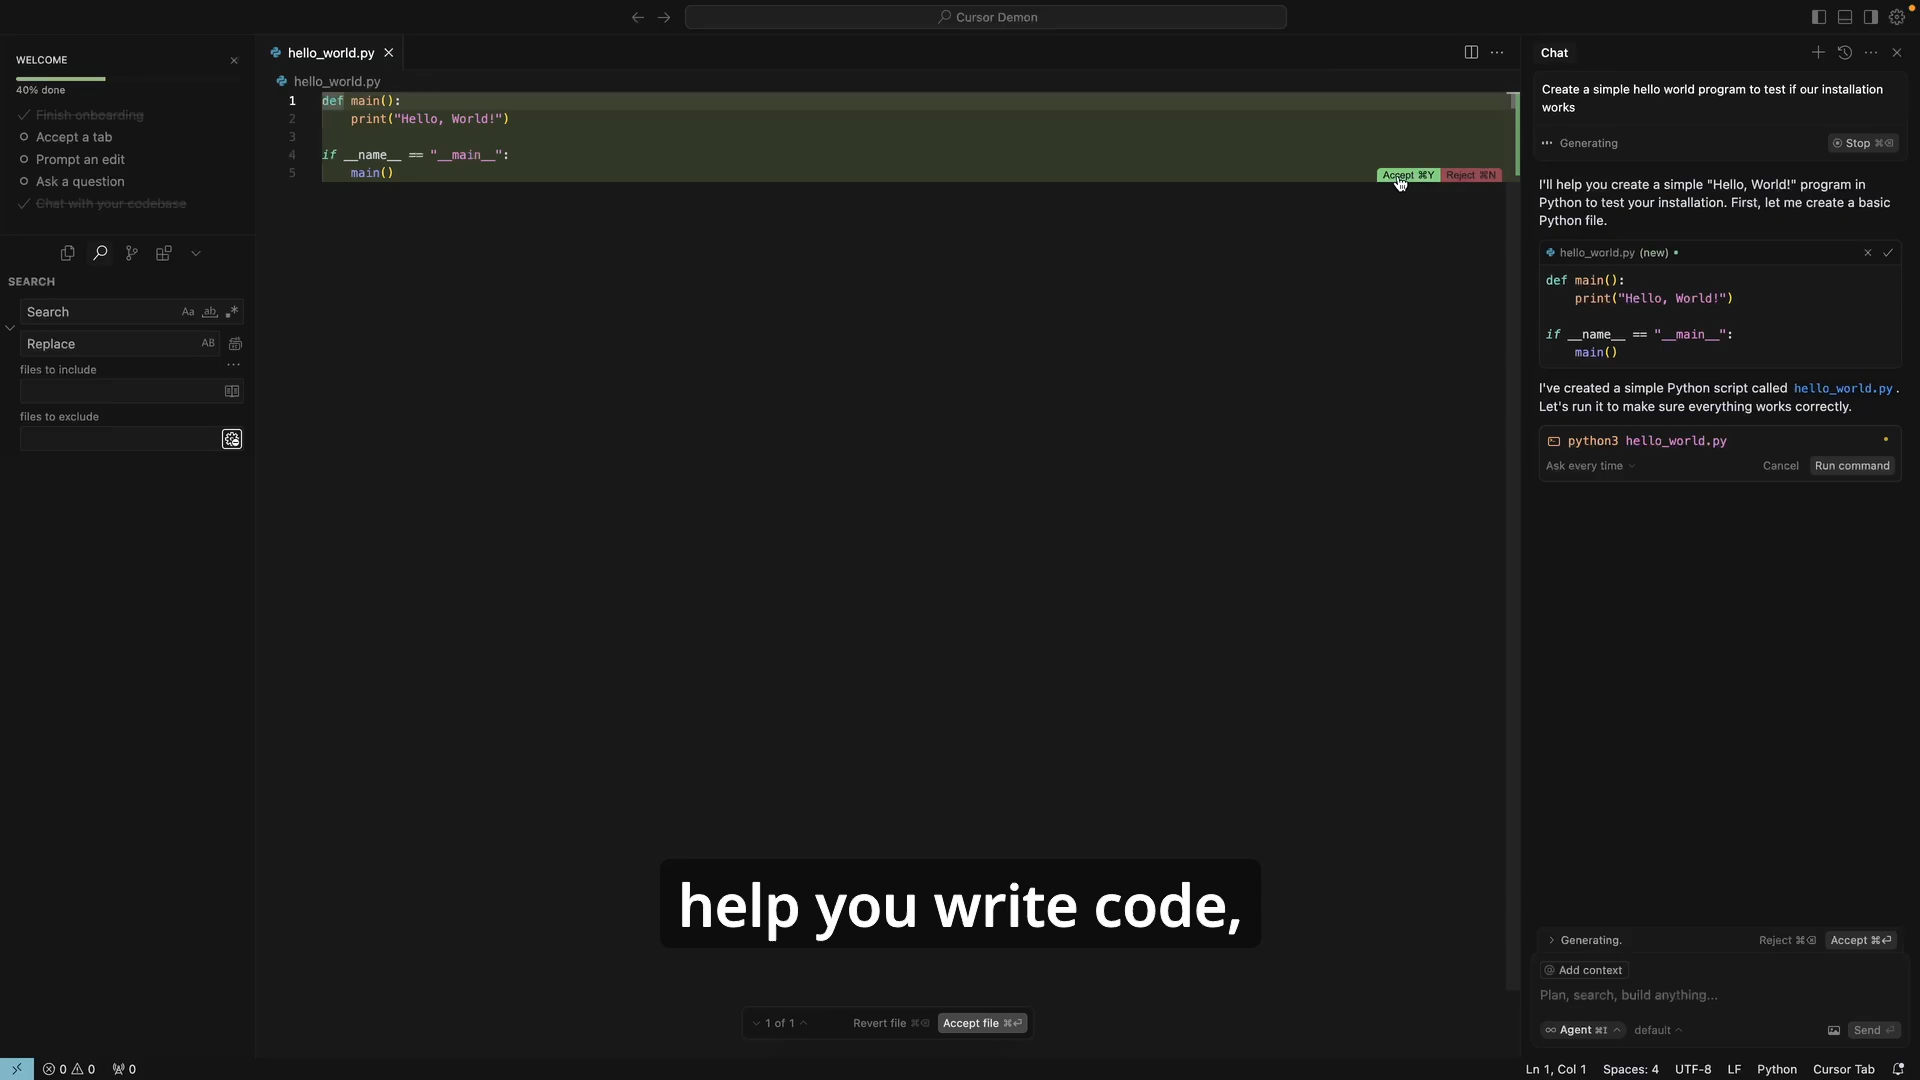 Cursor Demon
WELCOME
40% done
Finish onboarding
Accept a tab
Prompt an edit
Ask a question
Chat with your codebase
SEARCH
Search
Aa ab
Replace
AB
files to include
files to exclude
hello_world.py
hello_world.py
1 def main():
2 print("Hello, World!")
3
4 if __name__ == "__main__":
5 main()
Accept ⌘Y Reject ⌘N
help you write code,
1 of 1 Revert file ⌘⌫ Accept file ⌘⏎
Chat
Create a simple hello world program to test if our installation
works
Generating Stop ⌘⌫
I'll help you create a simple "Hello, World!" program in
Python to test your installation. First, let me create a basic
Python file.
hello_world.py (new)
def main():
print("Hello, World!")
if __name__ == "__main__":
main()
I've created a simple Python script called hello_world.py.
Let's run it to make sure everything works correctly.
python3 hello_world.py
Ask every time Cancel Run command
Generating. Reject ⌘⌫ Accept ⌘⏎
@ Add context
Plan, search, build anything...
∞ Agent ⌘I default Send ⏎
0 0 0
Ln 1, Col 1 Spaces: 4 UTF-8 LF Python Cursor Tab